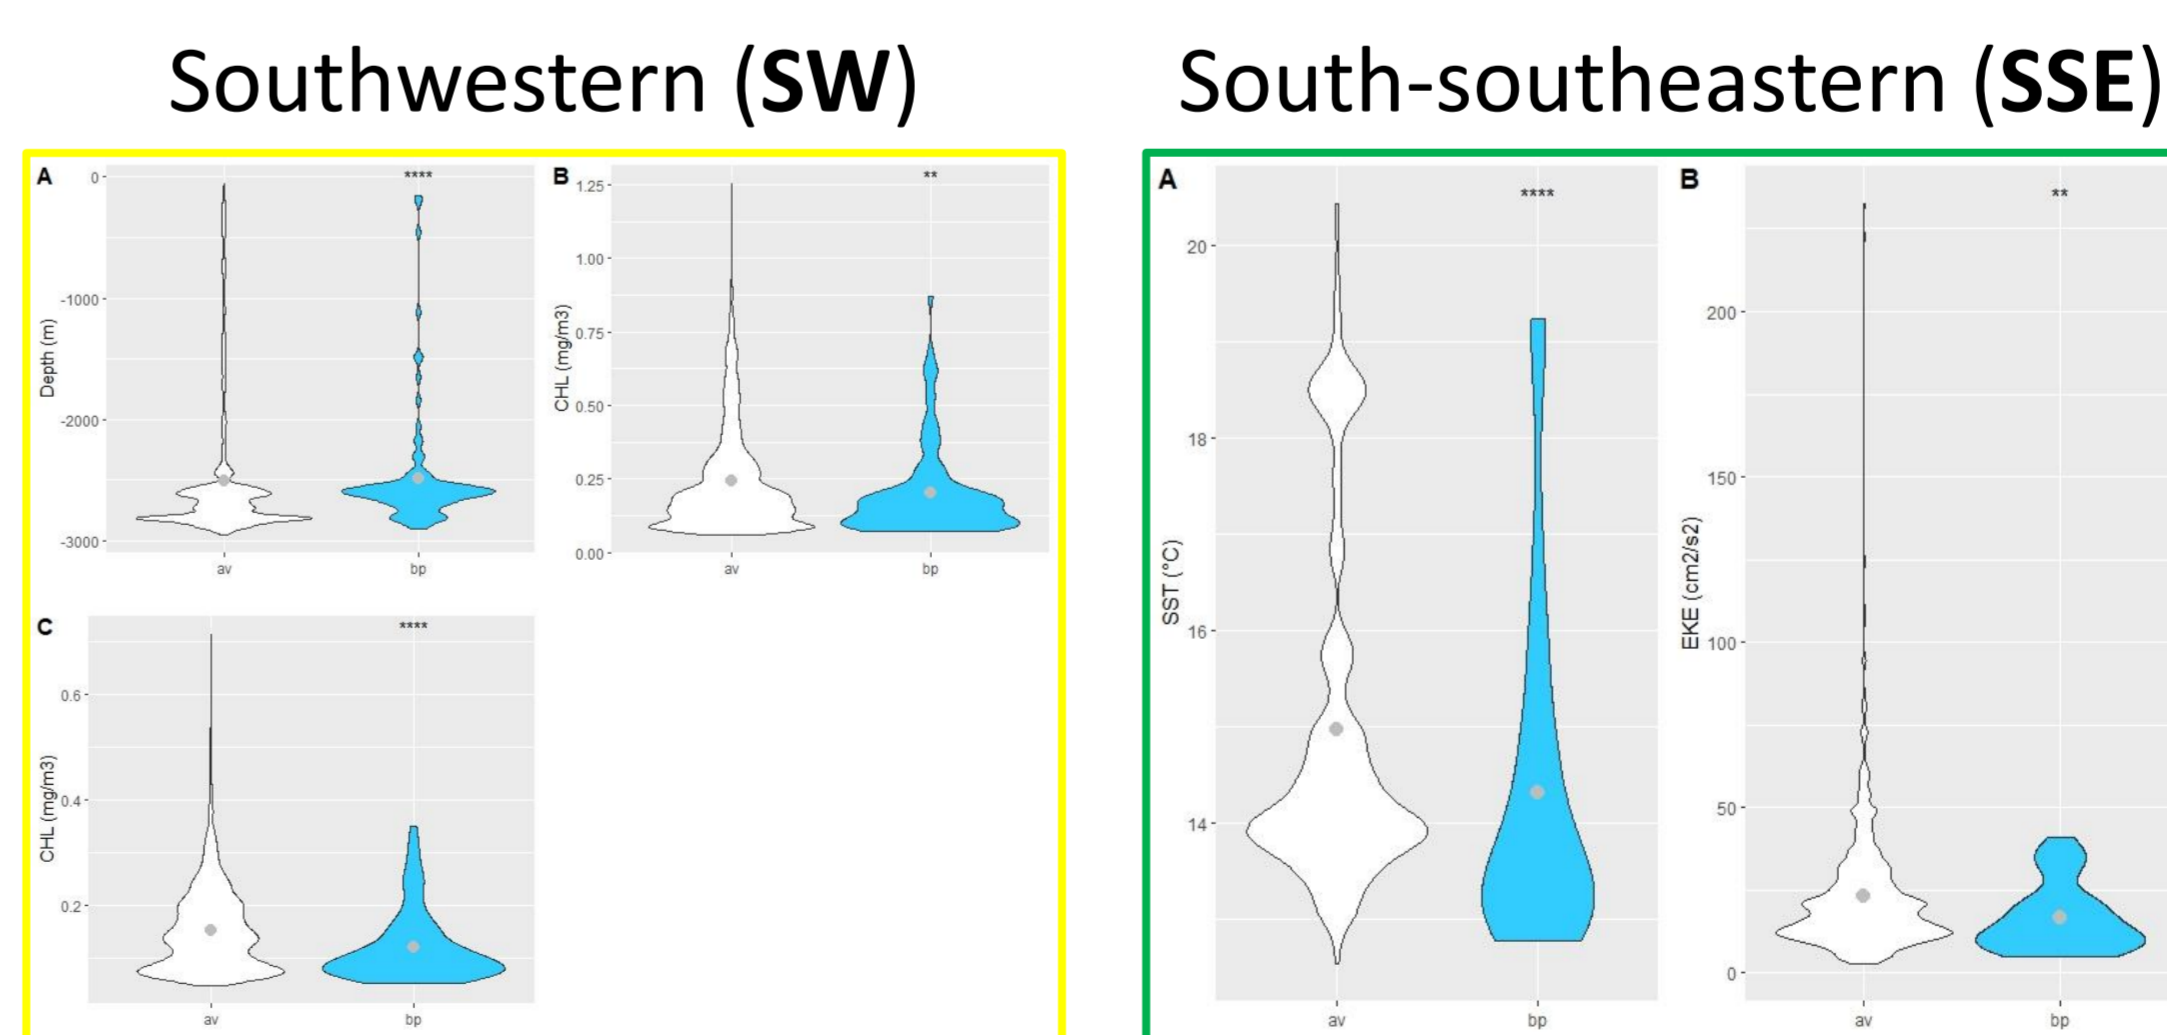 Southwestern (SW)
South-southeastern (SSE)
A
****
0
-1000
-2000
-3000
Depth (m)
av
bp
B
**
1.25
1.00
0.75
0.50
0.25
0.00
CHL (mg/m3)
av
bp
C
****
0.6
0.4
0.2
CHL (mg/m3)
av
bp
A
****
20
18
16
14
SST (°C)
av
bp
B
**
200
150
100
50
0
EKE (cm2/s2)
av
bp